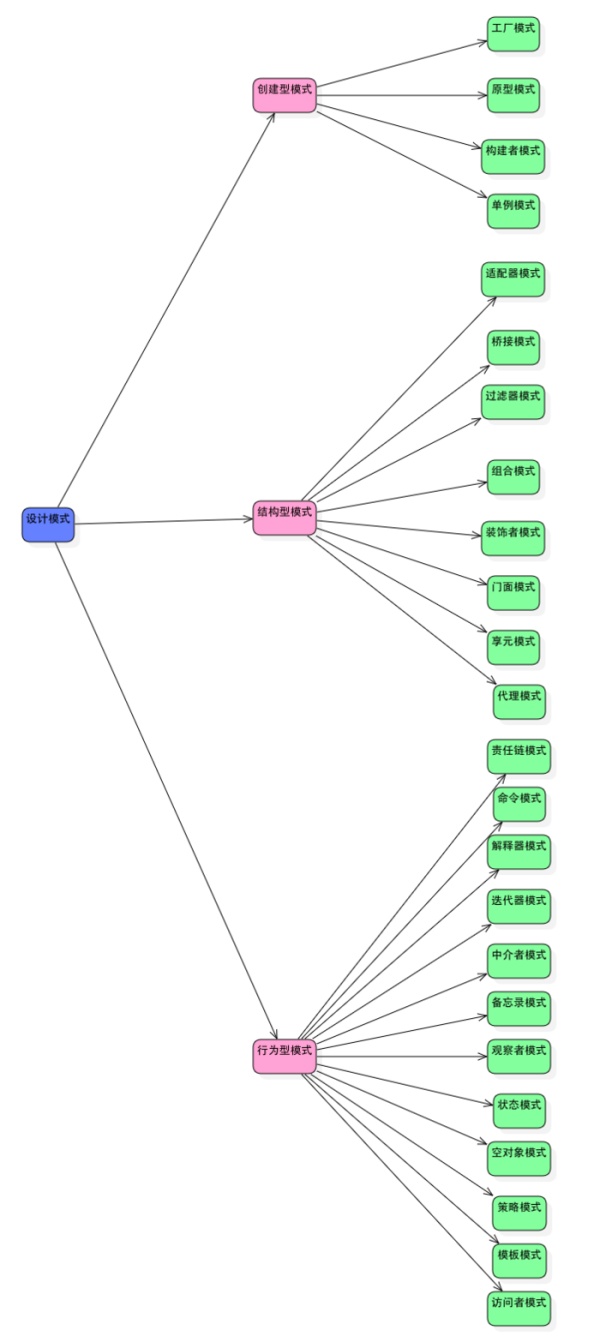 工厂模式
创建型模式
原型模式
构建者模式
单例模式
适配器模式
桥接模式
过滤器模式
组合模式
设计模式
结构型模式
装饰者模式
门面模式
享元模式
代理模式
责任链模式
命令模式
解释器模式
迭代器模式
中介者模式
备忘录模式
行为型模式
观察者模式
状态模式
空对象模式
策略模式
模板模式
访问者模式